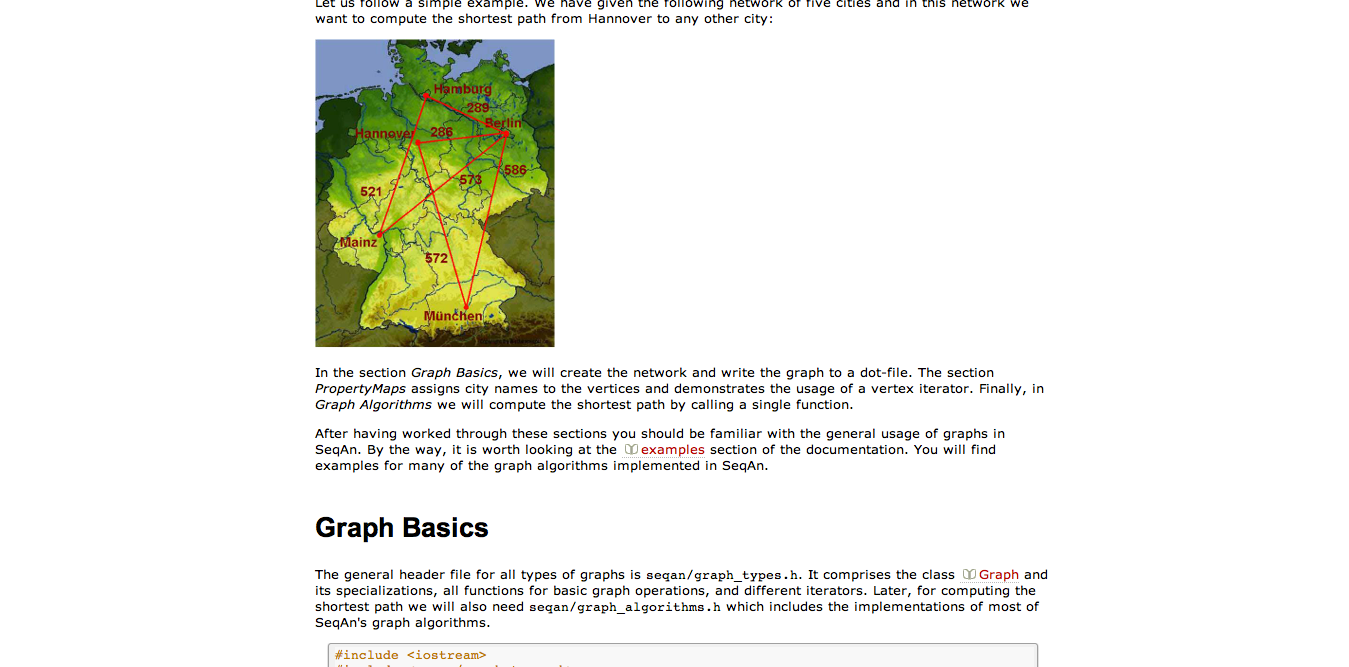 Let us follow a simple example. We have given the following network of five cities and in this network we
want to compute the shortest path from Hannover to any other city:
Hamburg
289
Berlin
Hannover
286
586
573
521
Mainz
572
München
In the section Graph Basics, we will create the network and write the graph to a dot-file. The section
PropertyMaps assigns city names to the vertices and demonstrates the usage of a vertex iterator. Finally, in
Graph Algorithms we will compute the shortest path by calling a single function.
After having worked through these sections you should be familiar with the general usage of graphs in
SeqAn. By the way, it is worth looking at the examples section of the documentation. You will find
examples for many of the graph algorithms implemented in SeqAn.
Graph Basics
The general header file for all types of graphs is seqan/graph_types.h. It comprises the class Graph and
its specializations, all functions for basic graph operations, and different iterators. Later, for computing the
shortest path we will also need seqan/graph_algorithms.h which includes the implementations of most of
SeqAn's graph algorithms.
#include <iostream>